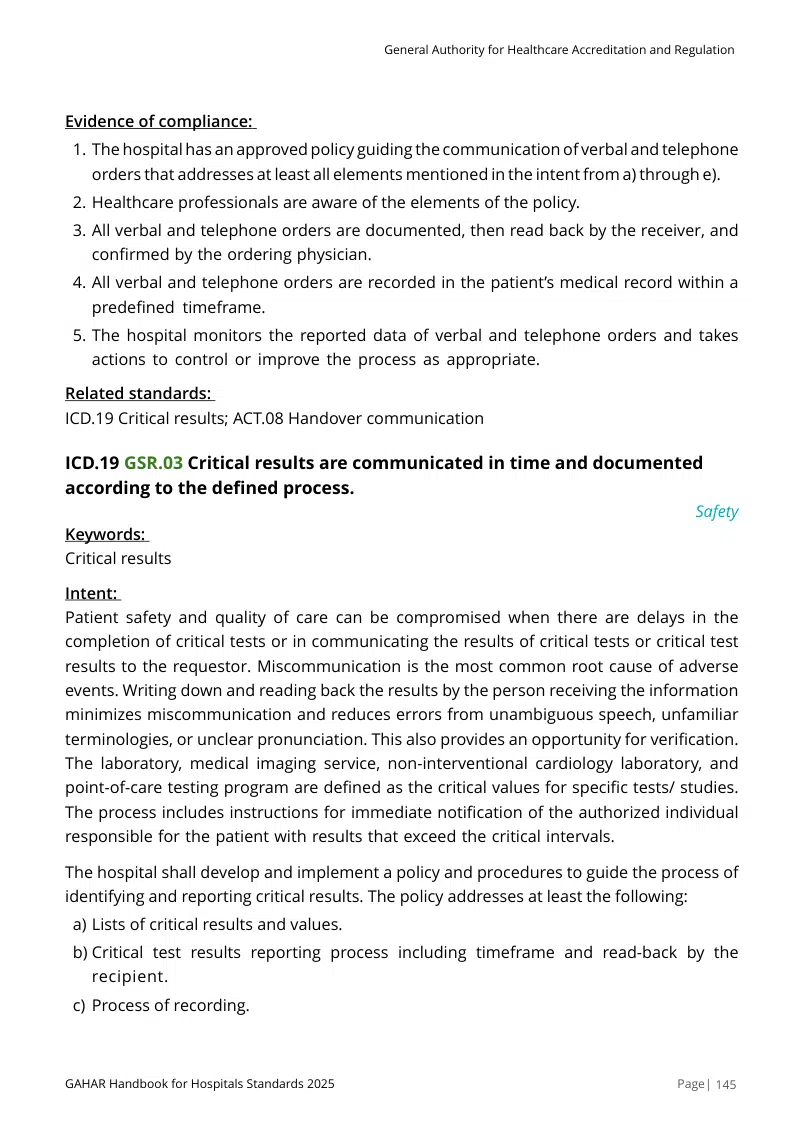 General Authority for Healthcare Accreditation and Regulation
Evidence of compliance:
1. The hospital has an approved policy guiding the communication of verbal and telephone
orders that addresses at least all elements mentioned in the intent from a) through e).
2. Healthcare professionals are aware of the elements of the policy.
3. All verbal and telephone orders are documented, then read back by the receiver, and
confirmed by the ordering physician.
4. All verbal and telephone orders are recorded in the patient’s medical record within a
predefined timeframe.
5. The hospital monitors the reported data of verbal and telephone orders and takes
actions to control or improve the process as appropriate.
Related standards:
ICD.19 Critical results; ACT.08 Handover communication
ICD.19 GSR.03 Critical results are communicated in time and documented
according to the defined process.
Safety
Keywords:
Critical results
Intent:
Patient safety and quality of care can be compromised when there are delays in the
completion of critical tests or in communicating the results of critical tests or critical test
results to the requestor. Miscommunication is the most common root cause of adverse
events. Writing down and reading back the results by the person receiving the information
minimizes miscommunication and reduces errors from unambiguous speech, unfamiliar
terminologies, or unclear pronunciation. This also provides an opportunity for verification.
The laboratory, medical imaging service, non-interventional cardiology laboratory, and
point-of-care testing program are defined as the critical values for specific tests/ studies.
The process includes instructions for immediate notification of the authorized individual
responsible for the patient with results that exceed the critical intervals.
The hospital shall develop and implement a policy and procedures to guide the process of
identifying and reporting critical results. The policy addresses at least the following:
a) Lists of critical results and values.
b) Critical test results reporting process including timeframe and read-back by the
recipient.
c) Process of recording.
GAHAR Handbook for Hospitals Standards 2025
Page| 145